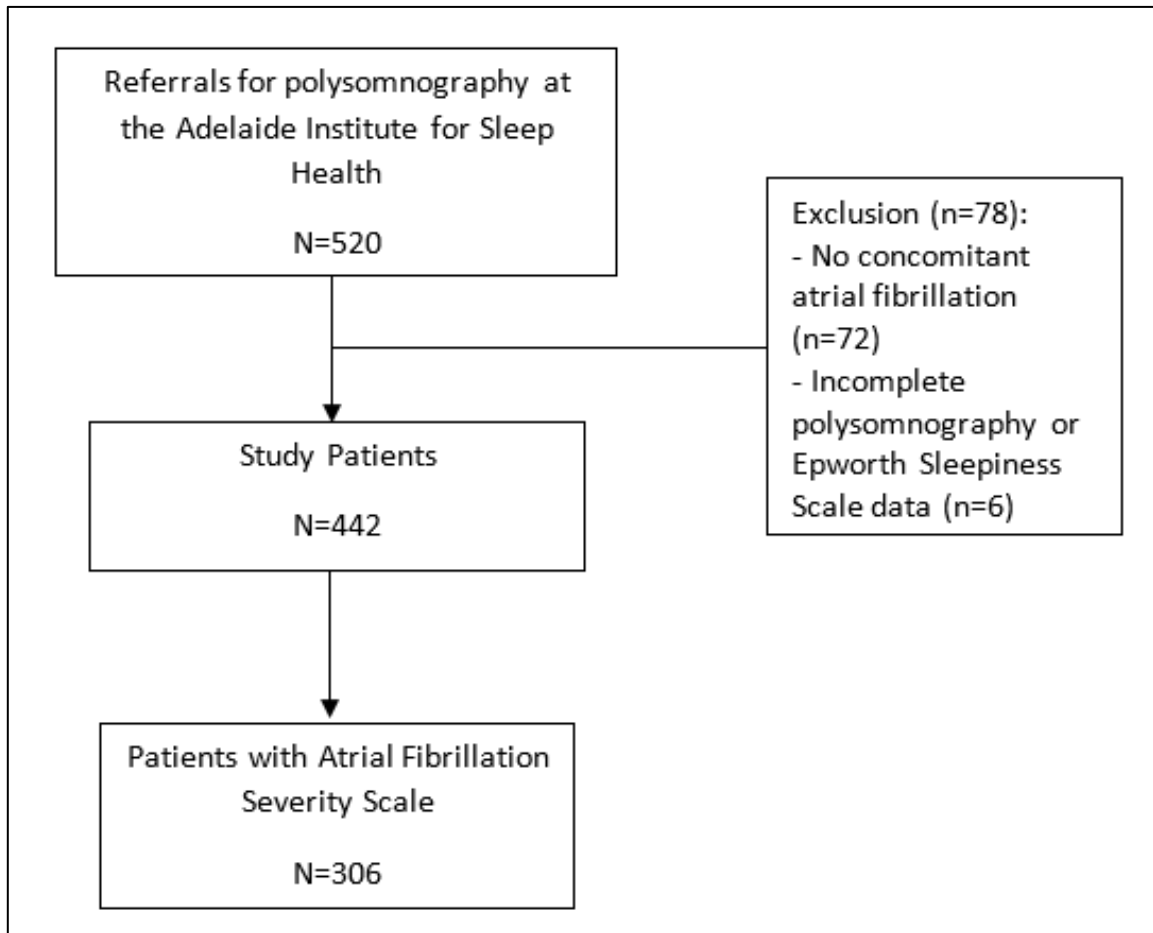 Referrals for polysomnography at
the Adelaide Institute for Sleep
Health
N=520
Exclusion (n=78):
- No concomitant
atrial fibrillation
(n=72)
- Incomplete
polysomnography or
Epworth Sleepiness
Scale data (n=6)
Study Patients
N=442
Patients with Atrial Fibrillation
Severity Scale
N=306